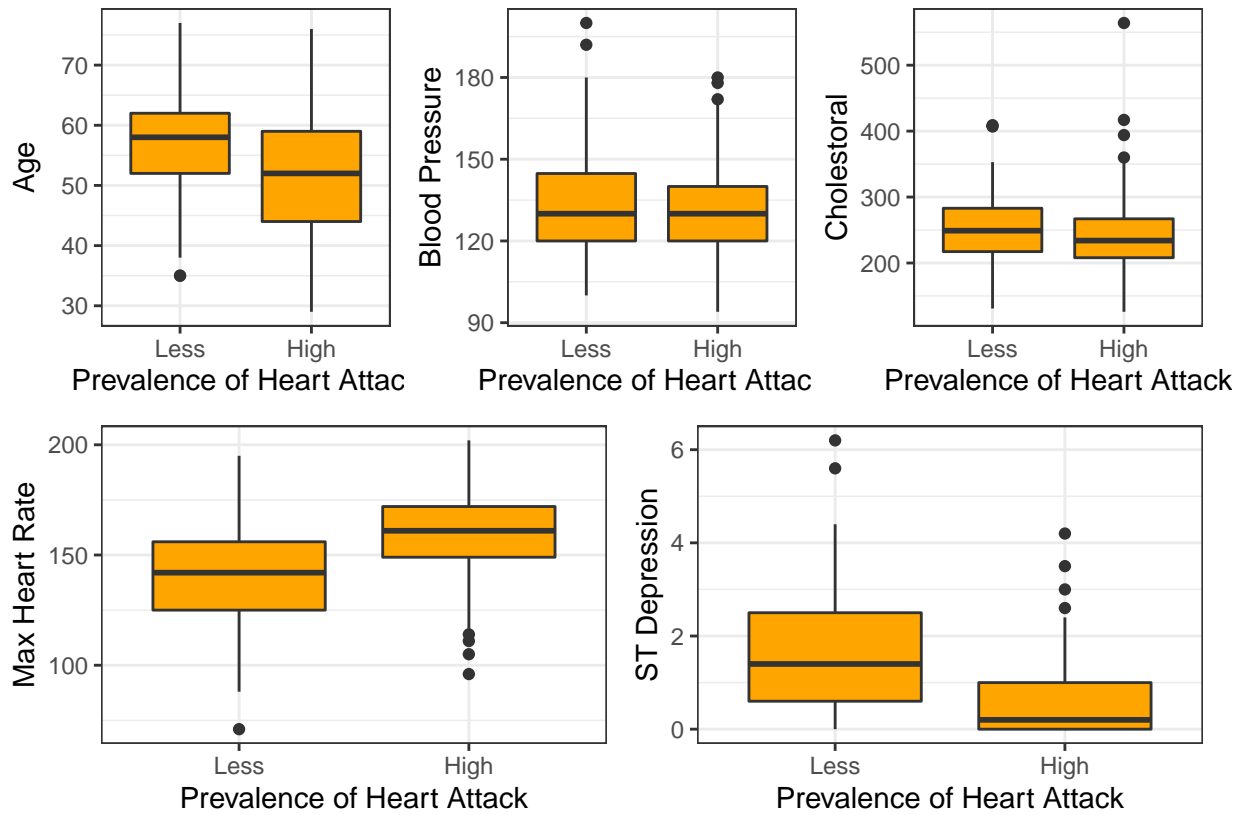 Age
70
60
50
40
30
Less High
Prevalence of Heart Attac
Blood Pressure
180
150
120
90
Less High
Prevalence of Heart Attac
Cholestoral
500
400
300
200
Less High
Prevalence of Heart Attack
Max Heart Rate
200
150
100
Less High
Prevalence of Heart Attack
ST Depression
6
4
2
0
Less High
Prevalence of Heart Attack